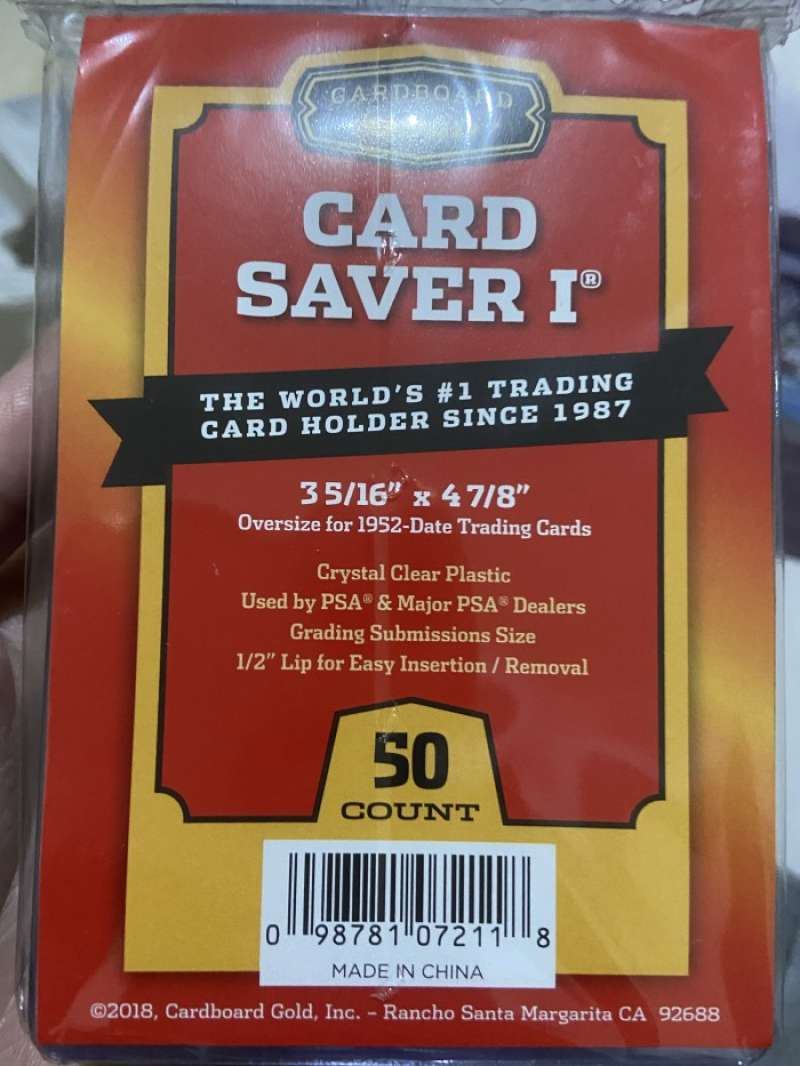 CARDBOARD
CARD
SAVER I®
THE WORLD'S #1 TRADING
CARD HOLDER SINCE 1987
3 5/16” x 4 7/8”
Oversize for 1952-Date Trading Cards
Crystal Clear Plastic
Used by PSA® & Major PSA® Dealers
Grading Submissions Size
1/2” Lip for Easy Insertion / Removal
50
COUNT
0 98781 07211 8
MADE IN CHINA
©2018, Cardboard Gold, Inc. – Rancho Santa Margarita CA 92688